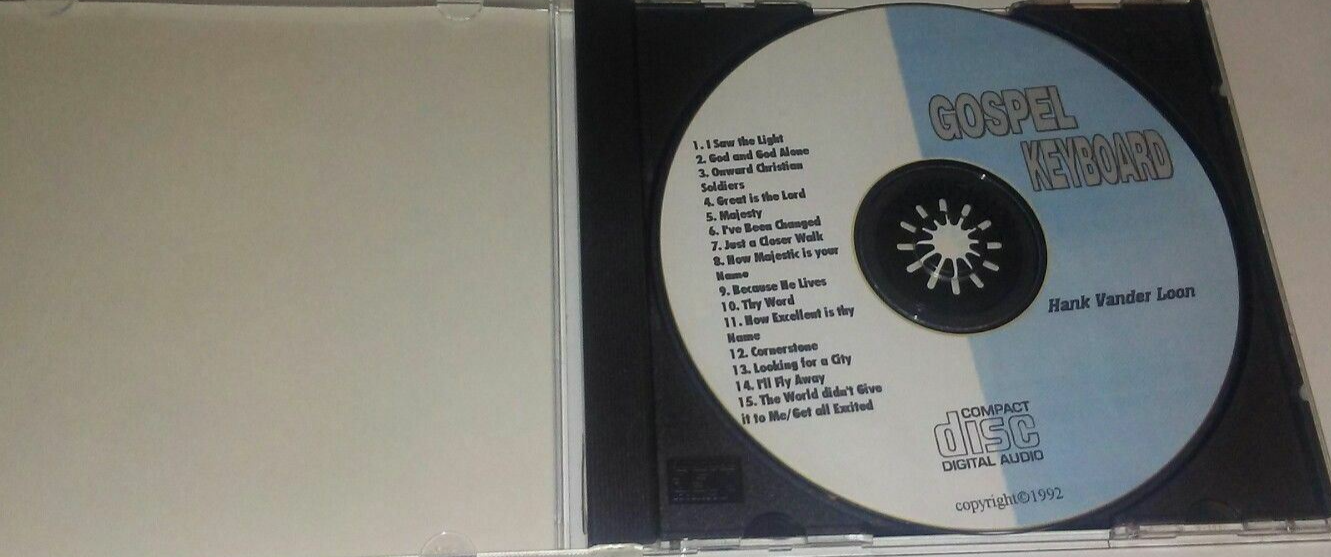 GOSPEL
KEYBOARD
1. I Saw the Light
2. God and God Alone
3. Onward Christian
Soldiers
4. Great is the Lord
5. Majesty
6. I've Been Changed
7. Just a Closer Walk
8. How Majestic is your
Name
9. Because He Lives
10. Thy Word
11. How Excellent is thy
Name
12. Cornerstone
13. Looking for a City
14. I'll Fly Away
15. The World didn't Give
it to Me/Get all Excited
Hank Vander Loon
COMPACT
disc
DIGITAL AUDIO
copyright©1992